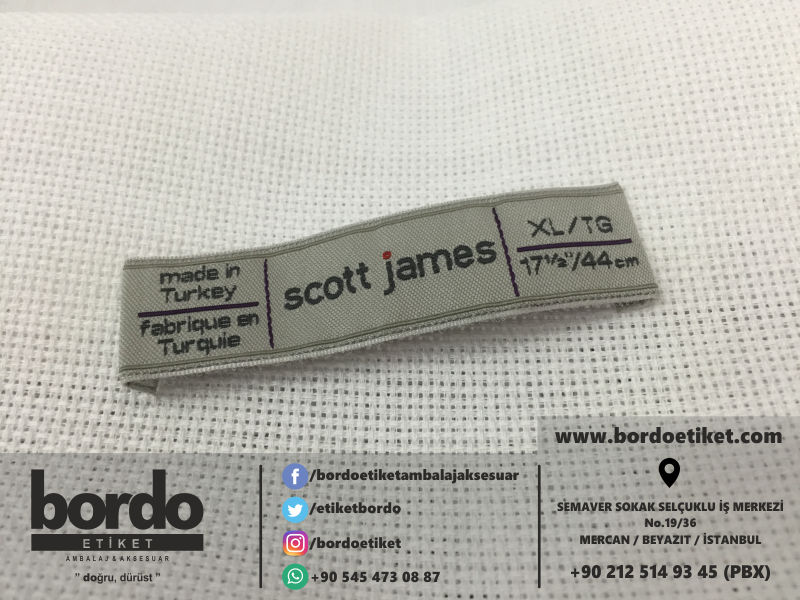 made in
Turkey
fabrique en
Turquie
scott james
XL/TG
17½"/44cm
www.bordoetiket.com
bordo
ETİKET
AMBALAJ & AKSESUAR
" doğru, dürüst "
/bordoetiketambalajaksesuar
/etiketbordo
/bordoetiket
+90 545 473 08 87
SEMAVER SOKAK SELÇUKLU İŞ MERKEZİ
No.19/36
MERCAN / BEYAZIT / İSTANBUL
+90 212 514 93 45 (PBX)